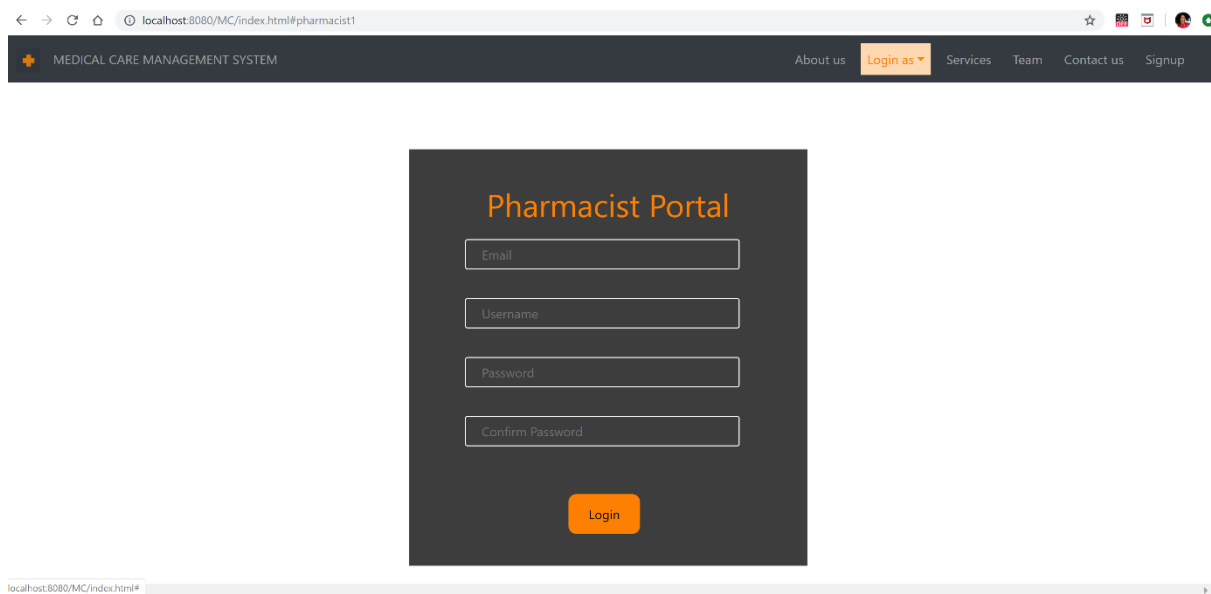 localhost:8080/MC/index.html#pharmacist1
MEDICAL CARE MANAGEMENT SYSTEM About us Login as Services Team Contact us Signup
Pharmacist Portal
Email
Username
Password
Confirm Password
Login
localhost:8080/MC/index.html#